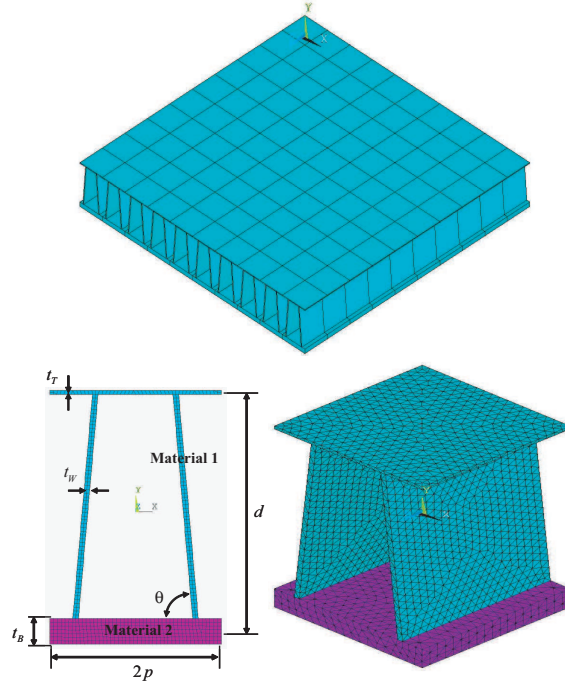 Y
X
t_T
Material 1
t_W
Y
Z X
d
θ
t_B
Material 2
2p
Y
X